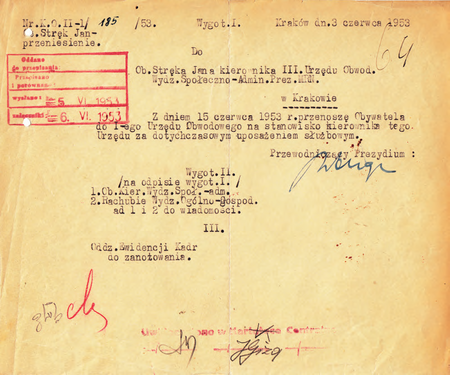 Nr.K.O.II-1/ 185 /53. Wygot.I. Kraków dn.3 czerwca 1953
Ob.Stręk Jan-
przeniesienie.
64
Do
Oddano
do przepisania
Przepisano
i porównano
wysłano: 5. VI. 1953
załączniki: 6. VI. 1953
Ob.Stręka Jana kierownika III.Urzędu Obwod.
Wydz.Społeczno-Admin.Prez.MRN.
w Krakowie
Z dniem 15 czerwca 1953 r.przenoszę Obywatela
do I-ego Urzędu Obwodowego na stanowisko kierownika tego.
Urzędu za dotychczasowym uposażeniem służbowym.
Przewodniczący Prezydium :
Wygot.II.
/na odpisie wygot.I./
1.Ob.Kier.Wydz.Społ.-adm.
2.Rachubie Wydz.Ogólno-Gospod.
ad 1 i 2 do wiadomości.
III.
Oddz.Ewidencji Kadr
do zanotowania.